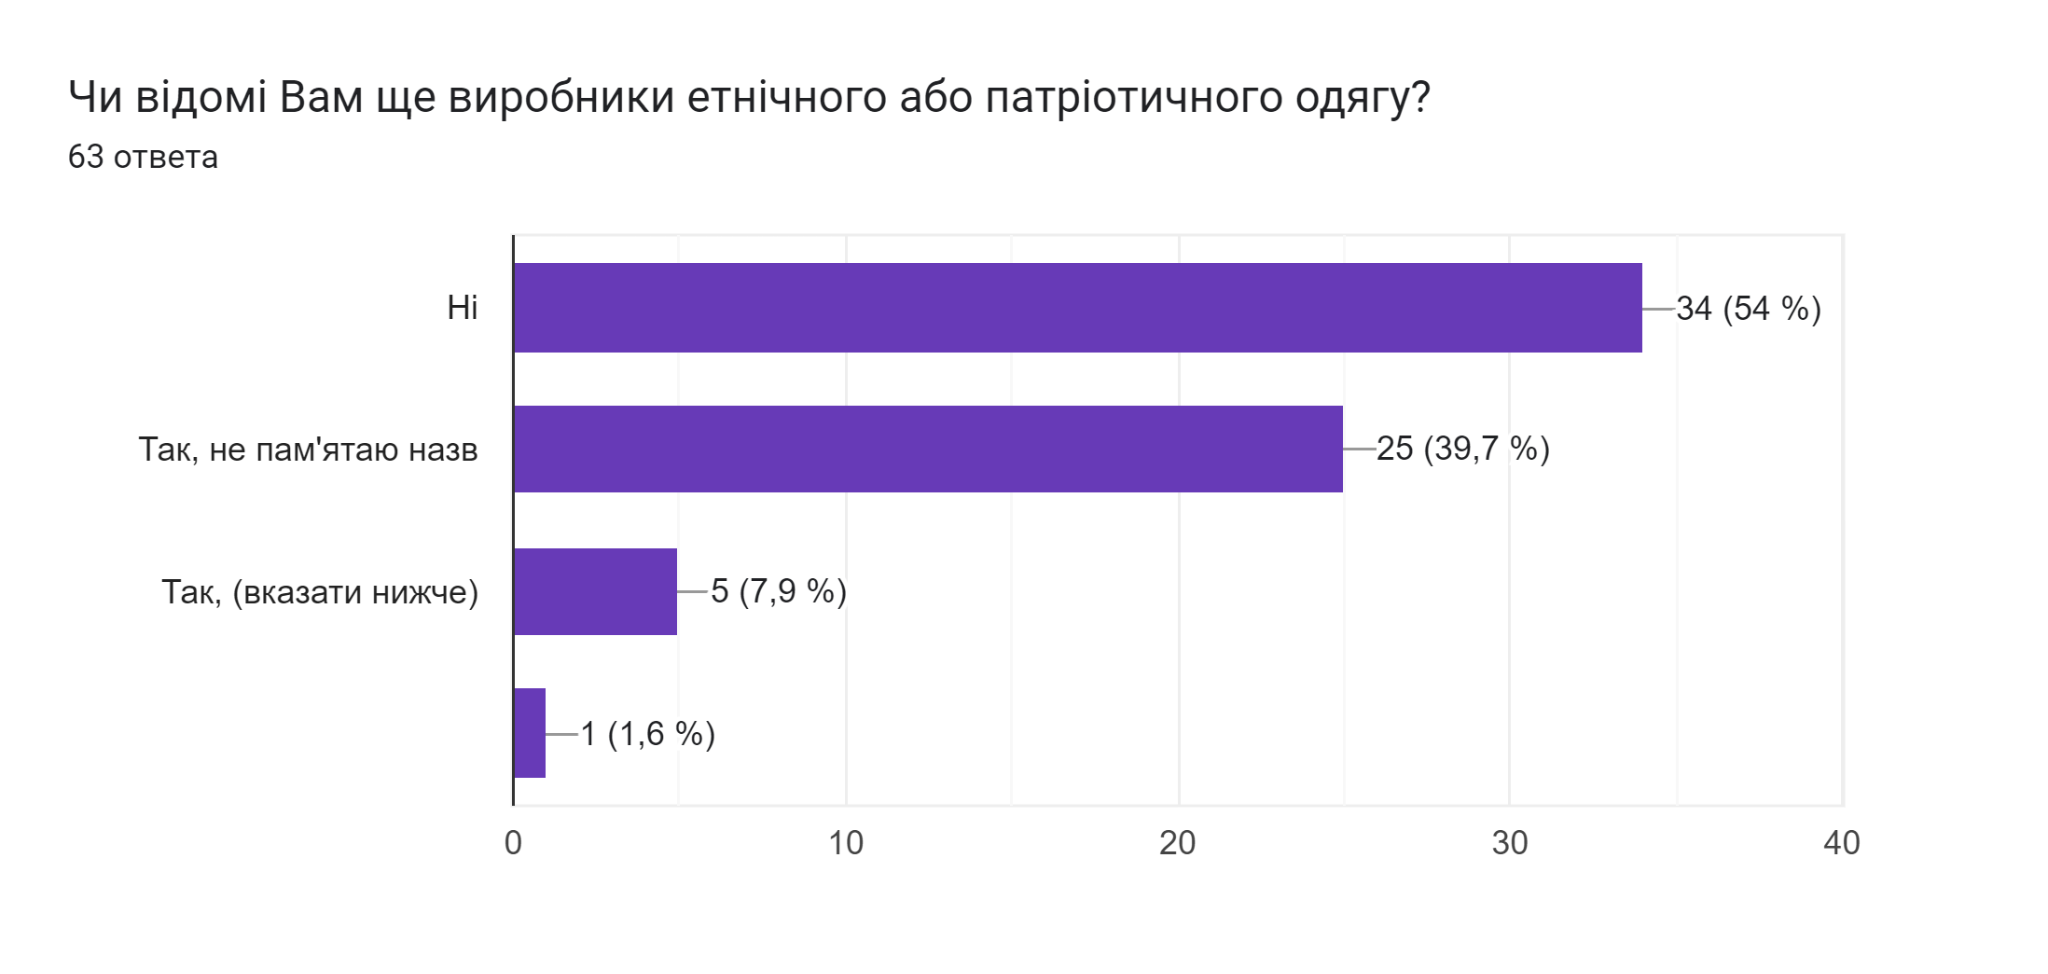 Чи відомі Вам ще виробники етнічного або патріотичного одягу?
63 ответа
Ні
34 (54 %)
Так, не пам'ятаю назв
25 (39,7 %)
Так, (вказати нижче)
5 (7,9 %)
1 (1,6 %)
0 10 20 30 40